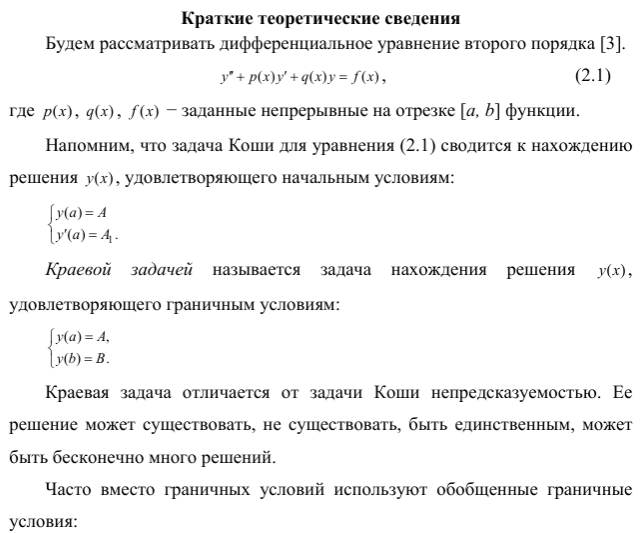 Краткие теоретические сведения
Будем рассматривать дифференциальное уравнение второго порядка [3].
y″ + p(x)y′ + q(x)y = f(x), (2.1)
где p(x), q(x), f(x) − заданные непрерывные на отрезке [a, b] функции.
Напомним, что задача Коши для уравнения (2.1) сводится к нахождению
решения y(x), удовлетворяющего начальным условиям:
y(a) = A
y′(a) = A₁.
Краевой задачей называется задача нахождения решения y(x),
удовлетворяющего граничным условиям:
y(a) = A,
y(b) = B.
Краевая задача отличается от задачи Коши непредсказуемостью. Ее
решение может существовать, не существовать, быть единственным, может
быть бесконечно много решений.
Часто вместо граничных условий используют обобщенные граничные
условия: